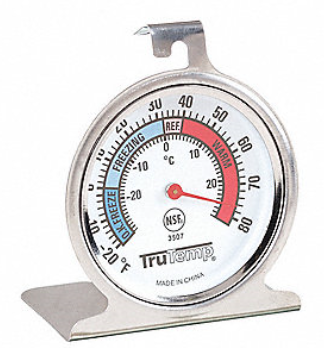 -20 -10 0 10 20 30 40 50 60 70 80
°F
O.K. FREEZE FREEZING REF. WARM
-20 -10 0 10 20
°C
NSF.
3507
TruTemp®
MADE IN CHINA